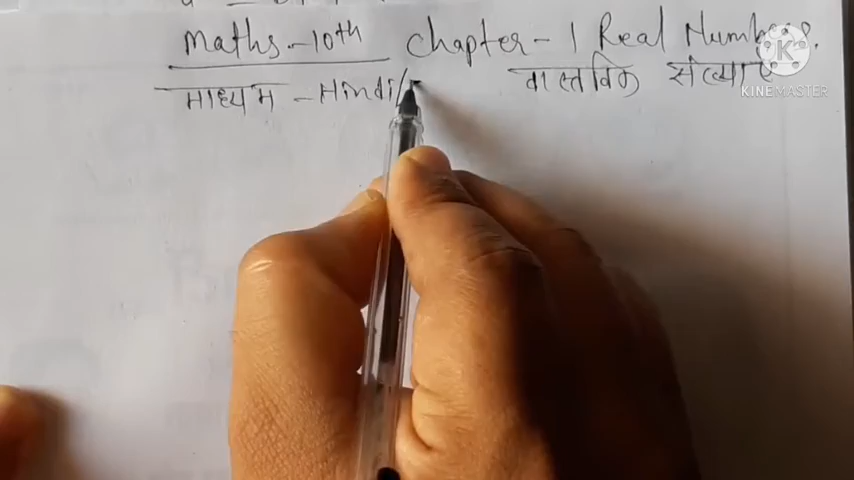 Maths - 10th Chapter - 1 Real Numbers.
माध्यम - Hindi/ वास्तविक संख्याएं
KINEMASTER